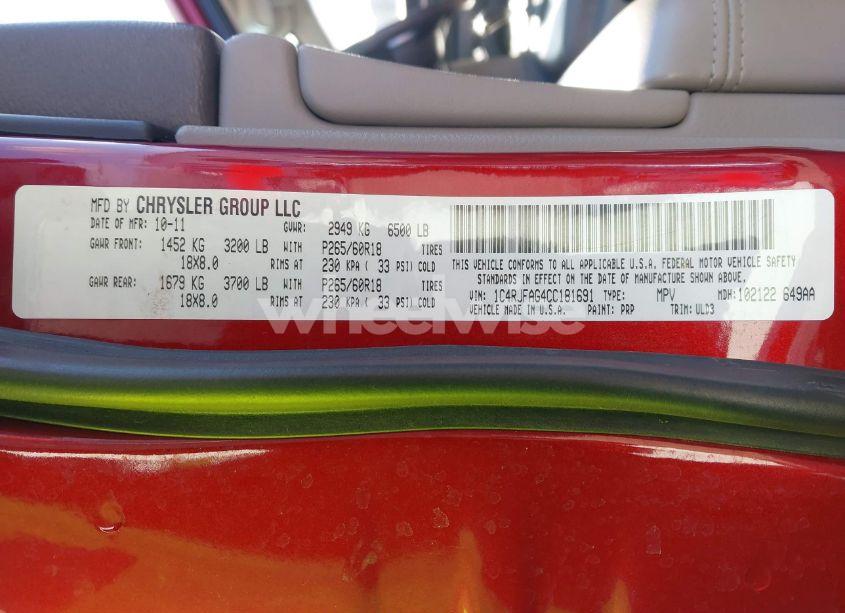 MFD BY CHRYSLER GROUP LLC
DATE OF MFR: 10-11 GVWR: 2949 KG 6500 LB
GAWR FRONT: 1452 KG 3200 LB WITH P265/60R18 TIRES
18X8.0 RIMS AT 230 KPA ( 33 PSI) COLD
GAWR REAR: 1679 KG 3700 LB WITH P265/60R18 TIRES
18X8.0 RIMS AT 230 KPA ( 33 PSI) COLD
THIS VEHICLE CONFORMS TO ALL APPLICABLE U.S.A. FEDERAL MOTOR VEHICLE SAFETY
STANDARDS IN EFFECT ON THE DATE OF MANUFACTURE SHOWN ABOVE.
VIN: 1C4RJFAG4CC181691 TYPE: MPV MDH: 102122 649AA
VEHICLE MADE IN U.S.A. PAINT: PRP TRIM: ULD3
wheelwise